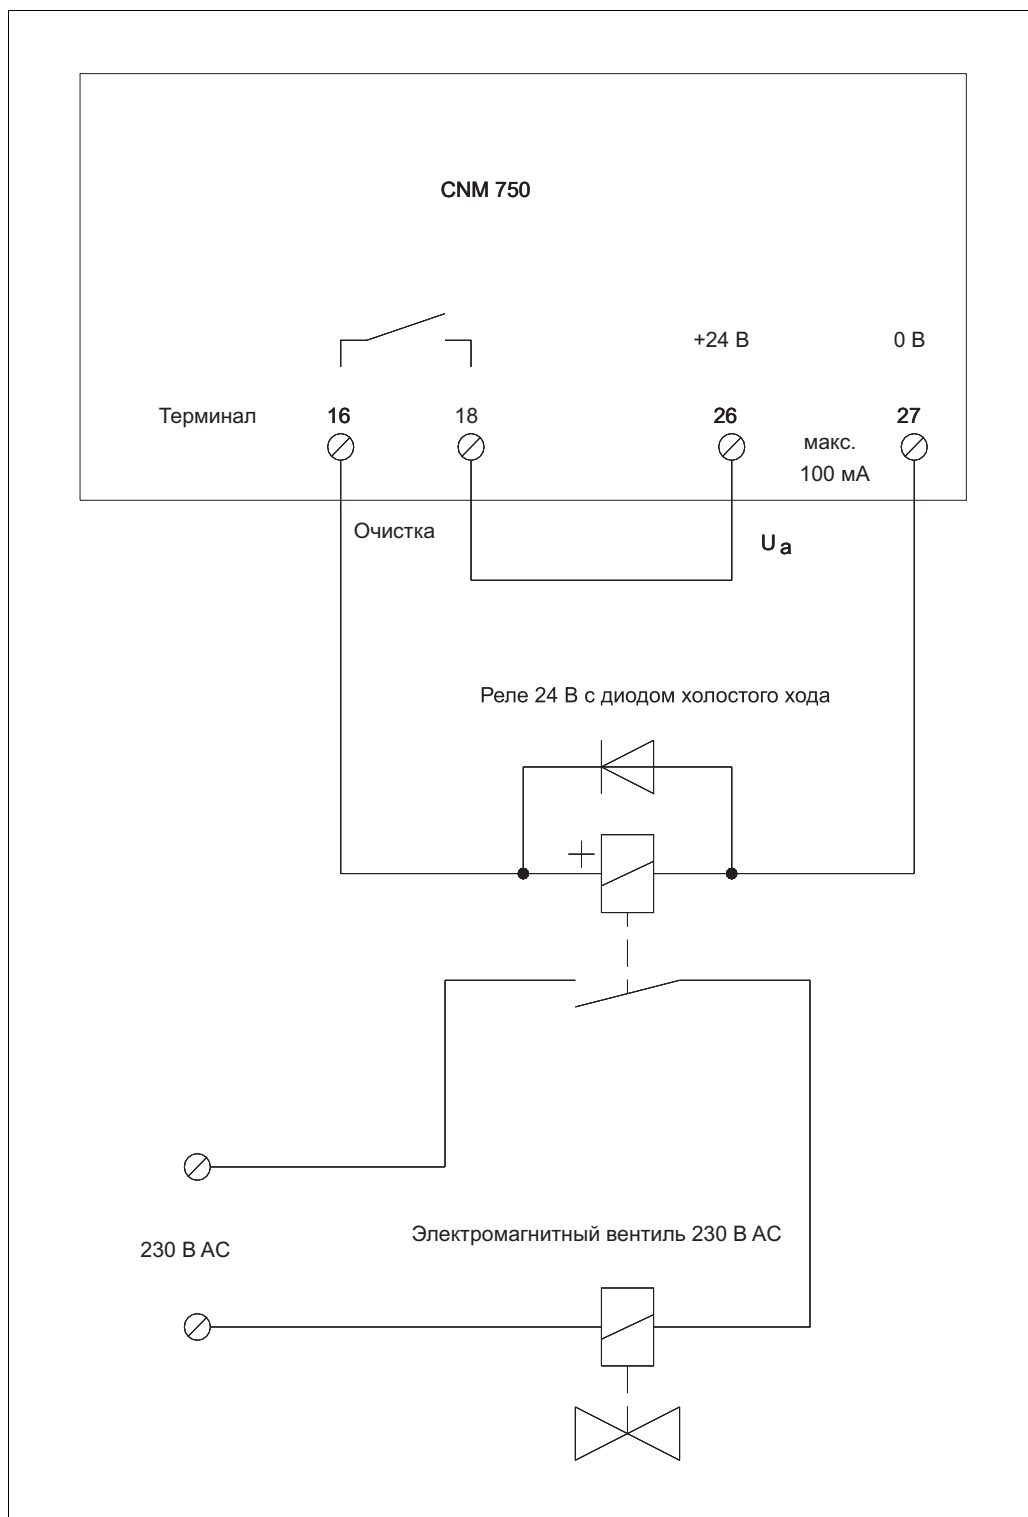 CNM 750
+24 В 0 В
Терминал 16 18 26 27
макс.
100 мА
Очистка
Ua
Реле 24 В с диодом холостого хода
Электромагнитный вентиль 230 В AC
230 В AC